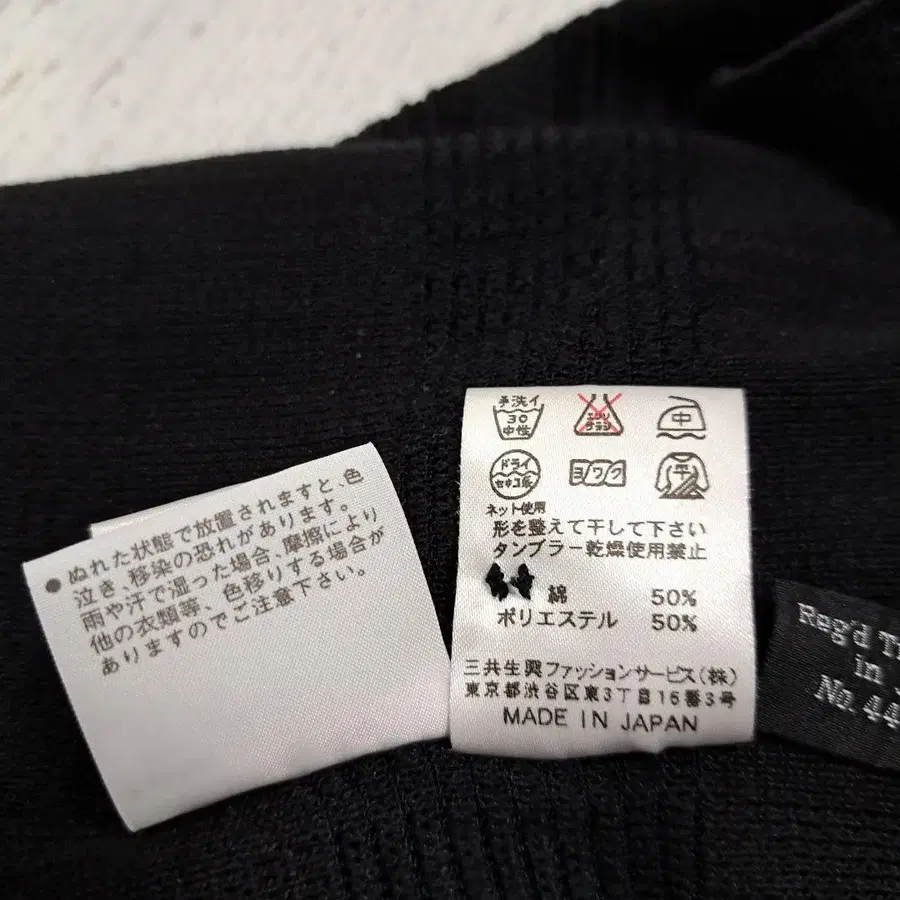 ●ぬれた状態で放置されますと、色
泣き、移染の恐れがあります。
雨や汗で湿った場合、摩擦により
他の衣類等、色移りする場合が
ありますのでご注意下さい。
手洗イ
30
中性
エンソ
サラシ
中
ドライ
セキユ系
ヨワク
平
ネット使用
形を整えて干して下さい
タンブラー乾燥使用禁止
綿 50%
ポリエステル 50%
三共生興ファッションサービス(株)
東京都渋谷区東3丁目16番3号
MADE IN JAPAN
Reg'd
in
No. 44